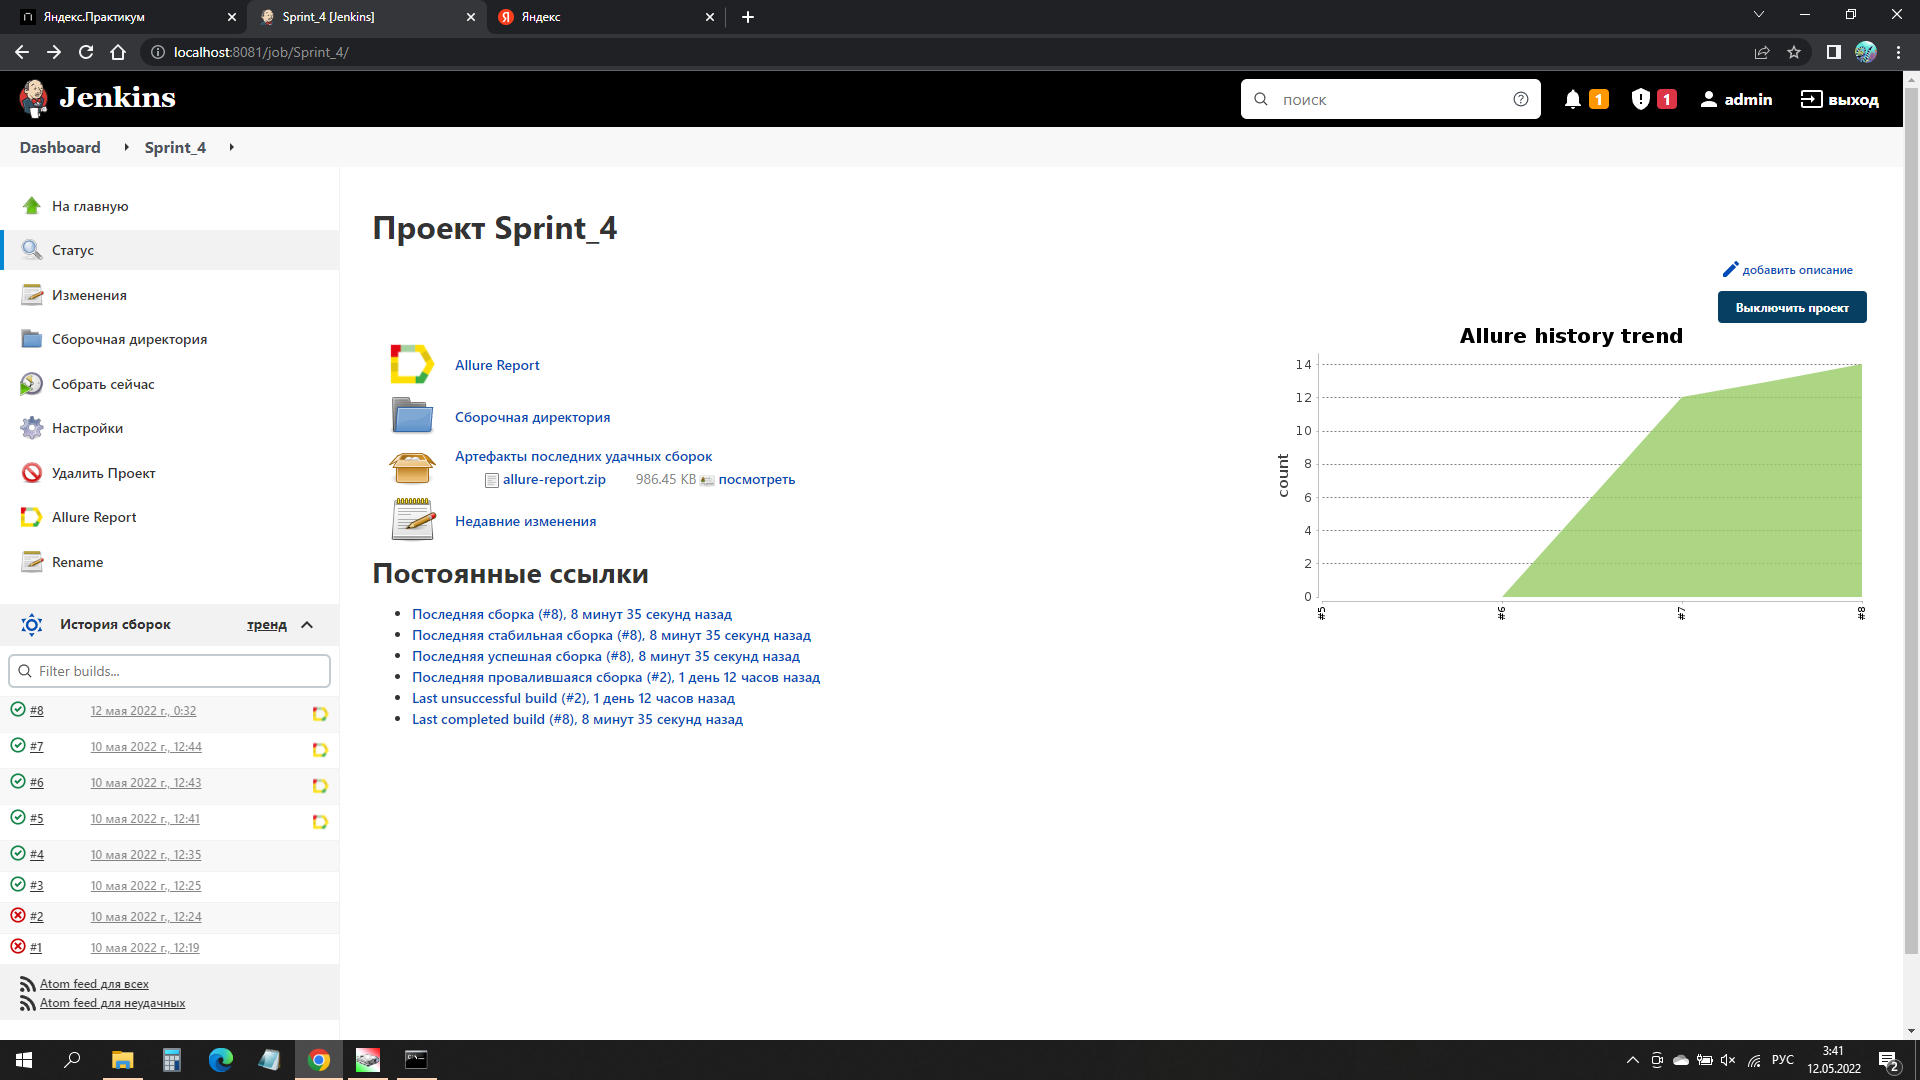 Яндекс.Практикум
Sprint_4 [Jenkins]
Яндекс
localhost:8081/job/Sprint_4/
Jenkins
поиск
1
1
admin
выход
Dashboard
Sprint_4
На главную
Статус
Изменения
Сборочная директория
Собрать сейчас
Настройки
Удалить Проект
Allure Report
Rename
История сборок
тренд
Filter builds...
#8 12 мая 2022 г., 0:32
#7 10 мая 2022 г., 12:44
#6 10 мая 2022 г., 12:43
#5 10 мая 2022 г., 12:41
#4 10 мая 2022 г., 12:35
#3 10 мая 2022 г., 12:25
#2 10 мая 2022 г., 12:24
#1 10 мая 2022 г., 12:19
Atom feed для всех
Atom feed для неудачных
Проект Sprint_4
добавить описание
Выключить проект
Allure Report
Сборочная директория
Артефакты последних удачных сборок
allure-report.zip 986.45 KB посмотреть
Недавние изменения
Постоянные ссылки
Последняя сборка (#8), 8 минут 35 секунд назад
Последняя стабильная сборка (#8), 8 минут 35 секунд назад
Последняя успешная сборка (#8), 8 минут 35 секунд назад
Последняя провалившаяся сборка (#2), 1 день 12 часов назад
Last unsuccessful build (#2), 1 день 12 часов назад
Last completed build (#8), 8 минут 35 секунд назад
Allure history trend
count
14
12
10
8
6
4
2
0
#5
#6
#7
#8
РУС
3:41
12.05.2022
2